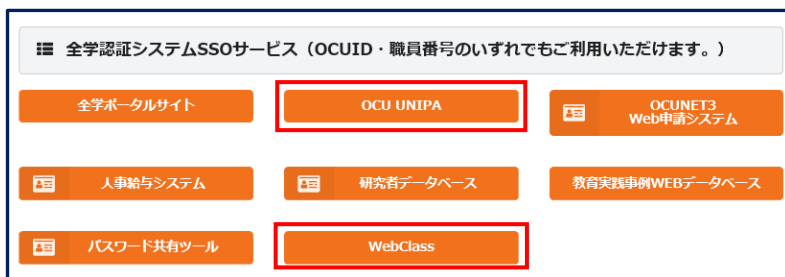 全学認証システムSSOサービス（OCUID・職員番号のいずれでもご利用いただけます。）
全学ポータルサイト
OCU UNIPA
OCUNET3
Web申請システム
人事給与システム
研究者データベース
教育実践事例WEBデータベース
パスワード共有ツール
WebClass